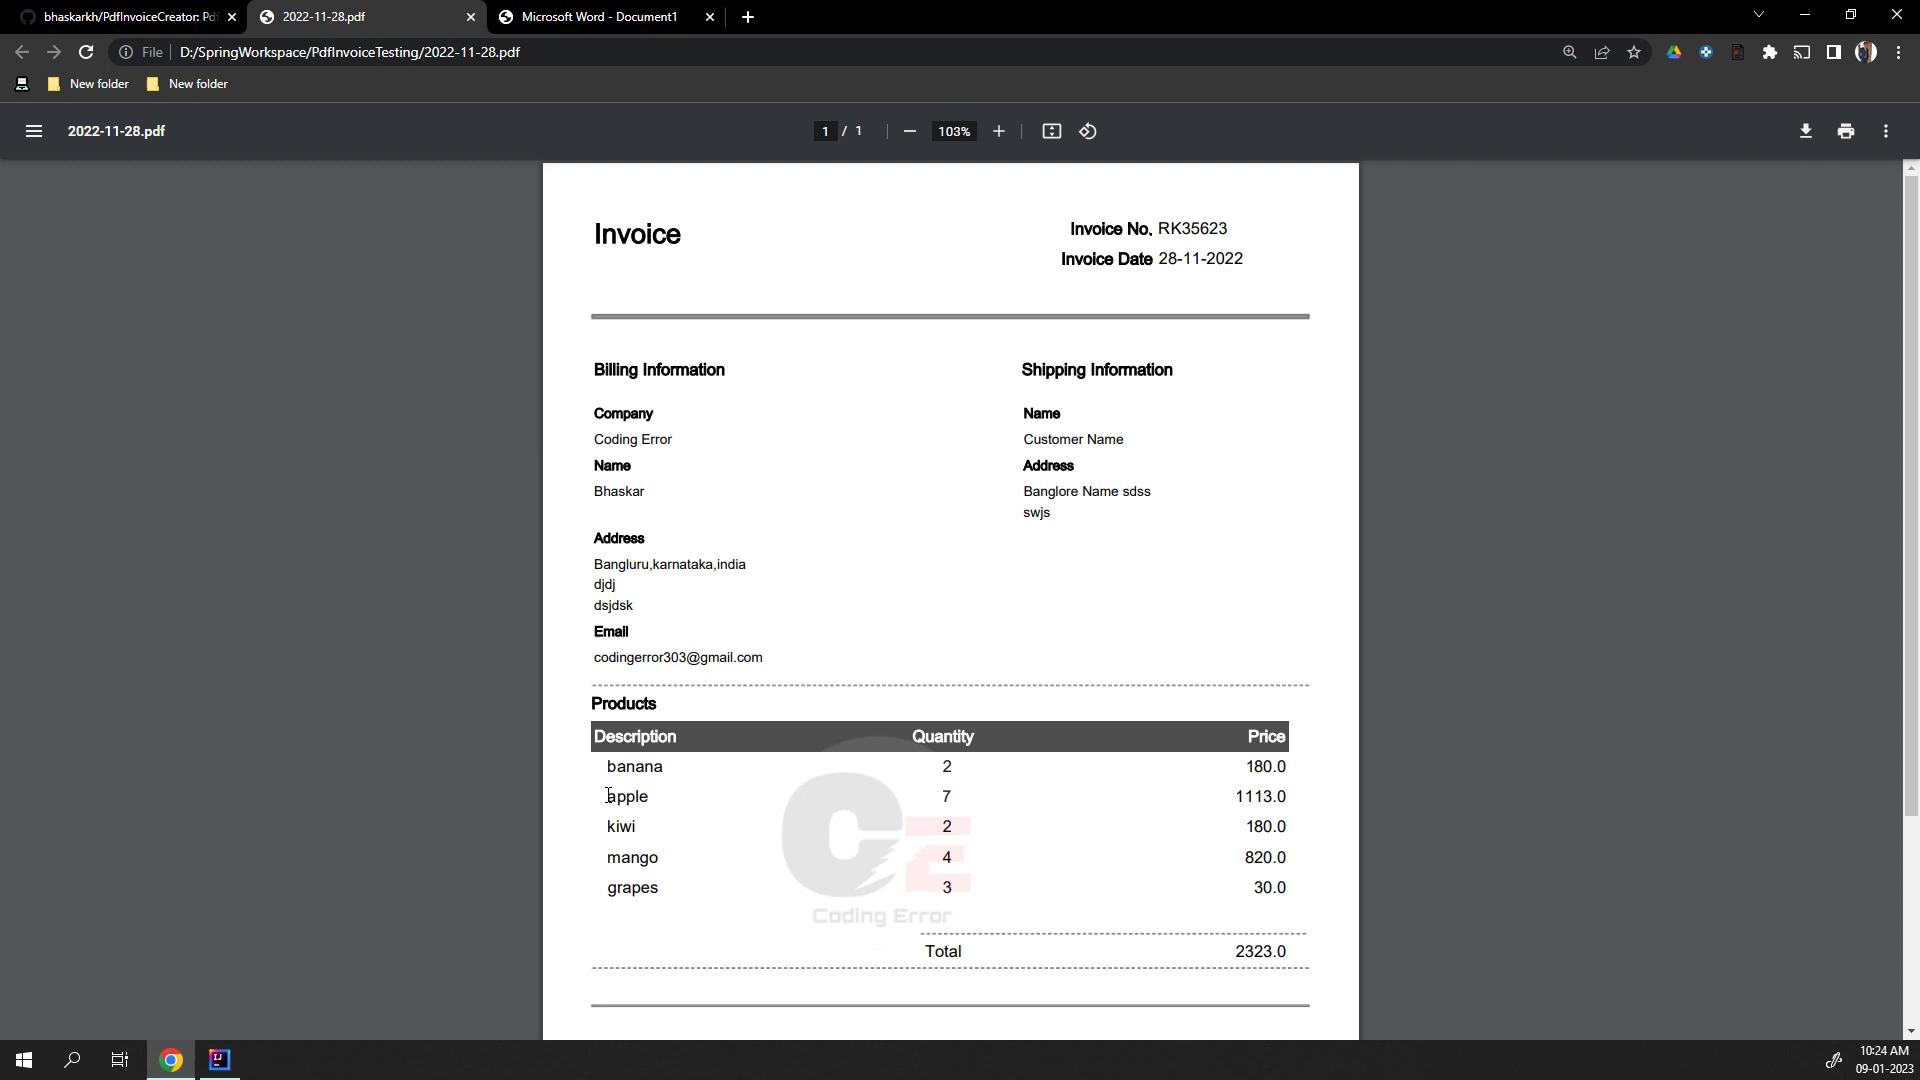 bhaskarkh/PdfInvoiceCreator: Pdf
2022-11-28.pdf
Microsoft Word - Document1
File
D:/SpringWorkspace/PdfInvoiceTesting/2022-11-28.pdf
New folder
New folder
2022-11-28.pdf
1 / 1
103%
Invoice
Invoice No. RK35623
Invoice Date 28-11-2022
Billing Information
Shipping Information
Company
Name
Coding Error
Customer Name
Name
Address
Bhaskar
Banglore Name sdss
swjs
Address
Bangluru,karnataka,india
djdj
dsjdsk
Email
codingerror303@gmail.com
Products
Description Quantity Price
banana 2 180.0
apple 7 1113.0
kiwi 2 180.0
mango 4 820.0
grapes 3 30.0
Coding Error
Total 2323.0
10:24 AM
09-01-2023